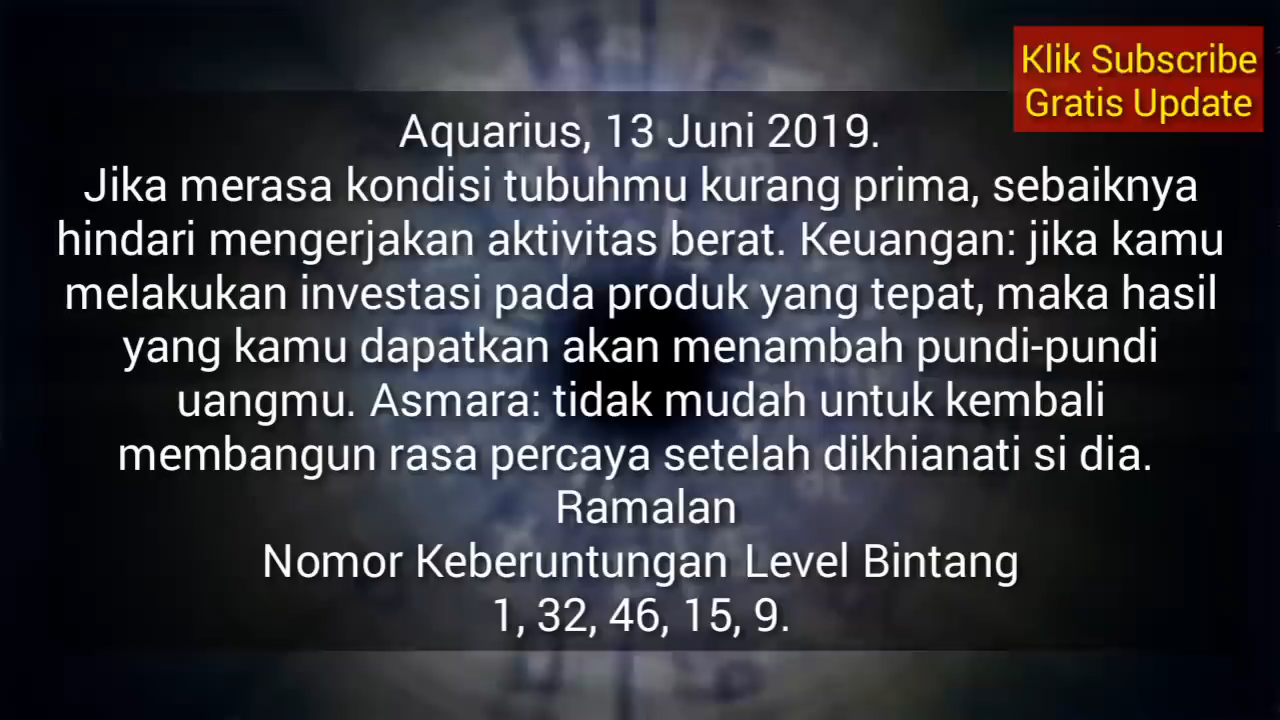 Klik Subscribe
Gratis Update
Aquarius, 13 Juni 2019.
Jika merasa kondisi tubuhmu kurang prima, sebaiknya
hindari mengerjakan aktivitas berat. Keuangan: jika kamu
melakukan investasi pada produk yang tepat, maka hasil
yang kamu dapatkan akan menambah pundi-pundi
uangmu. Asmara: tidak mudah untuk kembali
membangun rasa percaya setelah dikhianati si dia.
Ramalan
Nomor Keberuntungan Level Bintang
1, 32, 46, 15, 9.